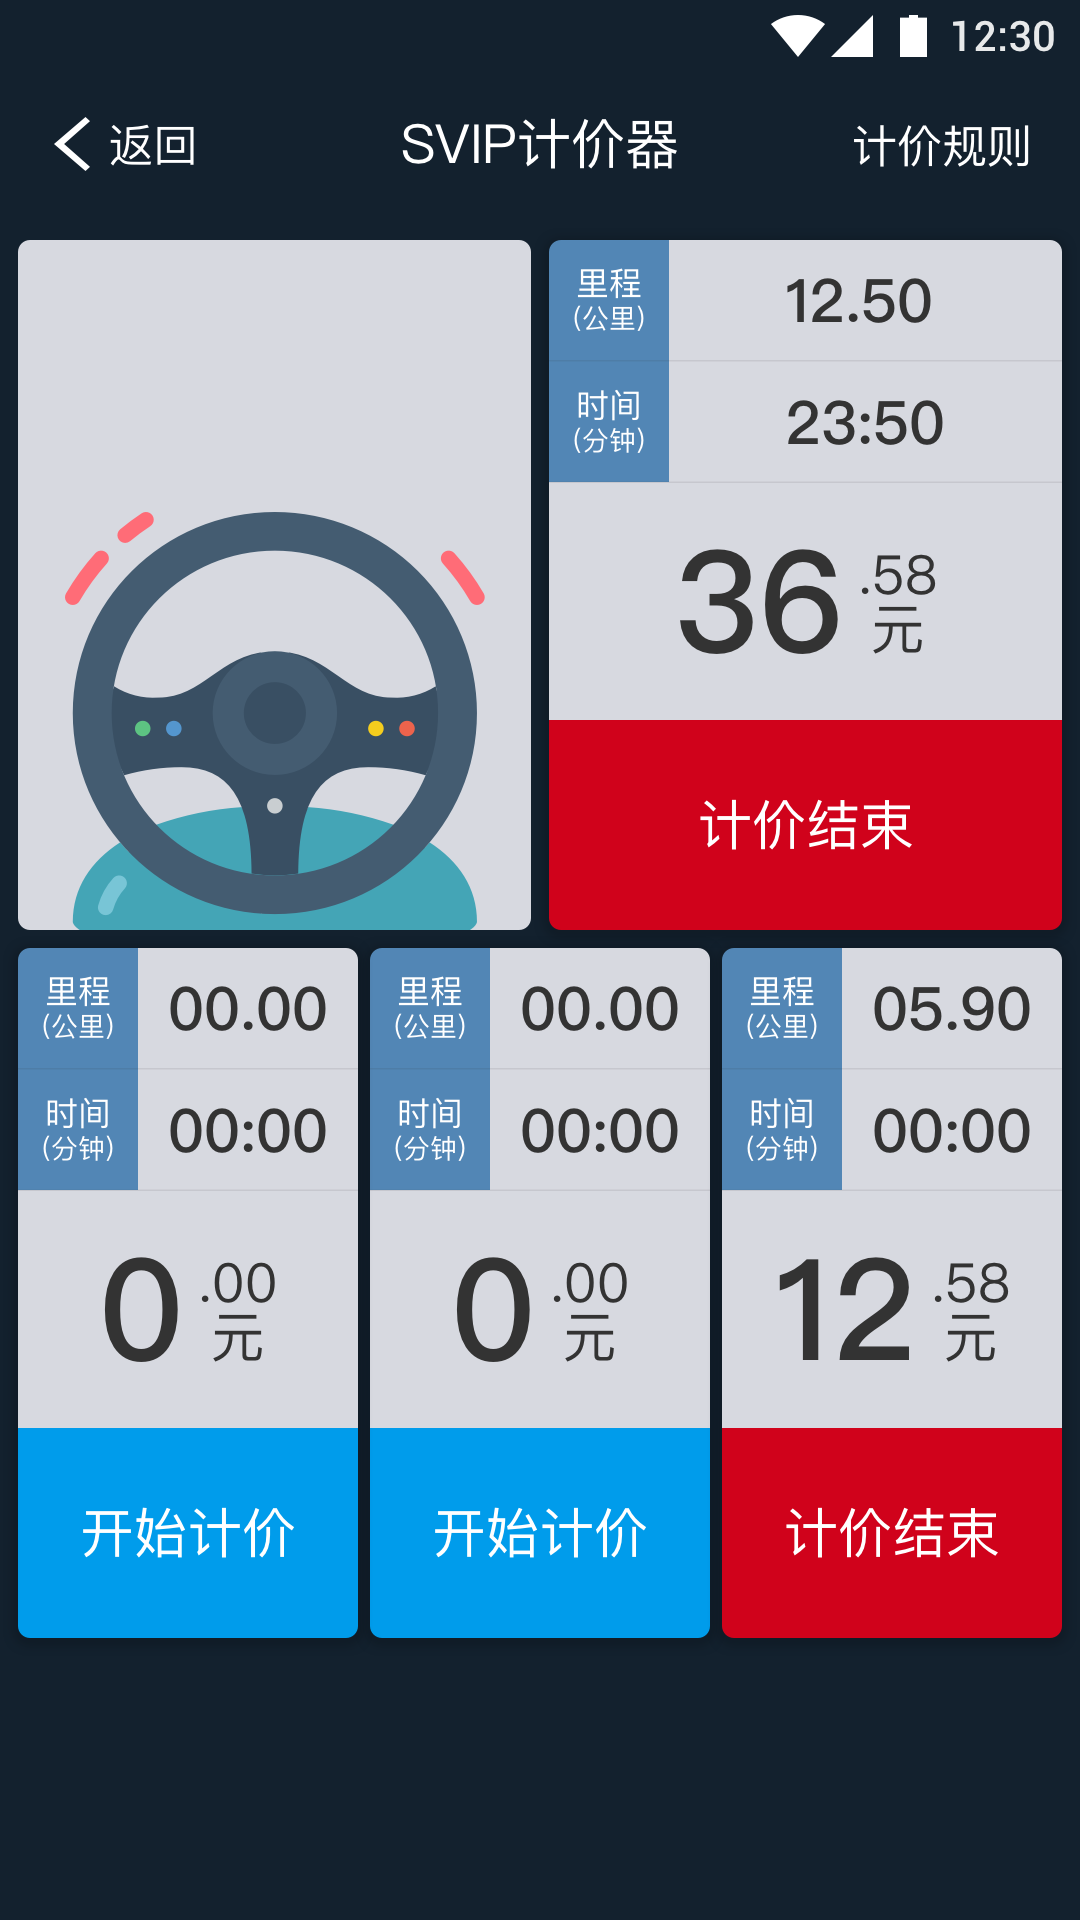 12:30
返回
SVIP计价器
计价规则
里程
(公里)
12.50
时间
(分钟)
23:50
36
.58
元
计价结束
里程
(公里)
00.00
时间
(分钟)
00:00
0
.00
元
开始计价
里程
(公里)
00.00
时间
(分钟)
00:00
0
.00
元
开始计价
里程
(公里)
05.90
时间
(分钟)
00:00
12
.58
元
计价结束